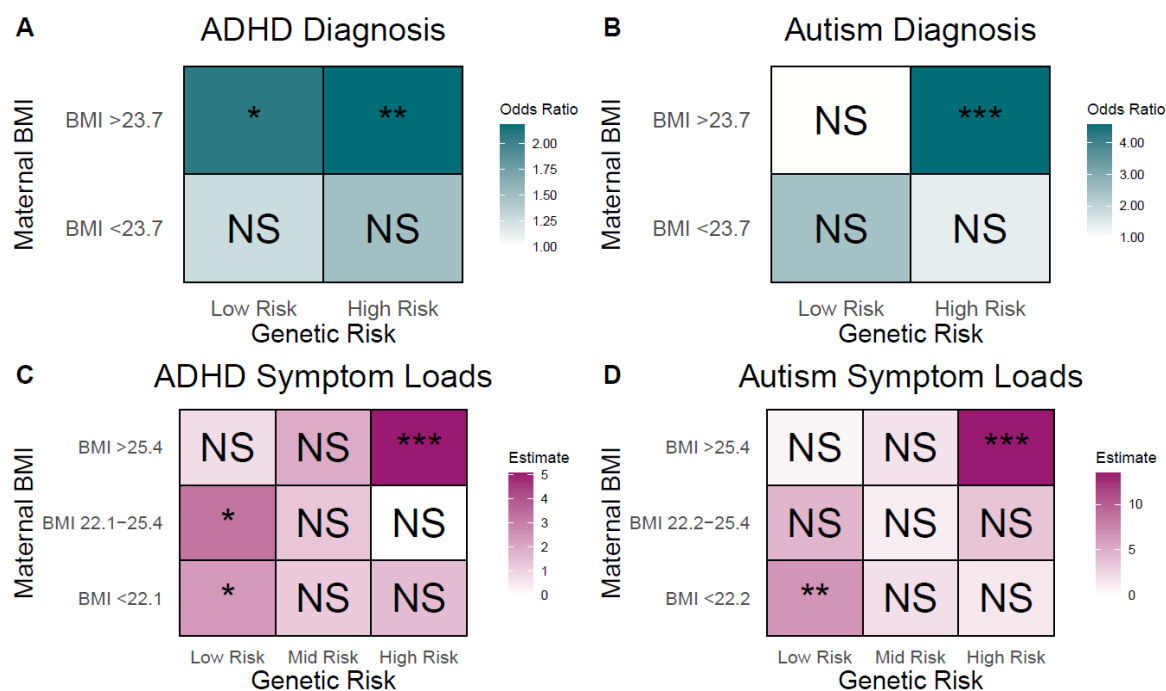 A
ADHD Diagnosis
Maternal BMI
BMI >23.7
BMI <23.7
*
**
NS
NS
Low Risk
High Risk
Genetic Risk
Odds Ratio
2.00
1.75
1.50
1.25
1.00
B
Autism Diagnosis
Maternal BMI
BMI >23.7
BMI <23.7
NS
***
NS
NS
Low Risk
High Risk
Genetic Risk
Odds Ratio
4.00
3.00
2.00
1.00
C
ADHD Symptom Loads
Maternal BMI
BMI >25.4
BMI 22.1−25.4
BMI <22.1
NS
NS
***
*
NS
NS
*
NS
NS
Low Risk
Mid Risk
High Risk
Genetic Risk
Estimate
5
4
3
2
1
0
D
Autism Symptom Loads
Maternal BMI
BMI >25.4
BMI 22.2−25.4
BMI <22.2
NS
NS
***
NS
NS
NS
**
NS
NS
Low Risk
Mid Risk
High Risk
Genetic Risk
Estimate
10
5
0